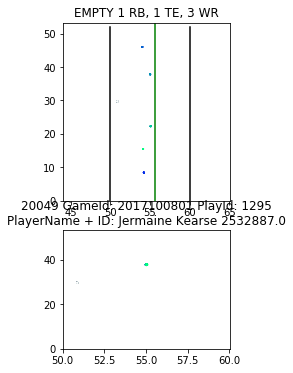 EMPTY 1 RB, 1 TE, 3 WR
50
40
30
20
10
0
45 50 55 60 65
20049 GameId: 2017100801 PlayId: 1295
PlayerName + ID: Jermaine Kearse 2532887.0
40
20
0
50.0 52.5 55.0 57.5 60.0